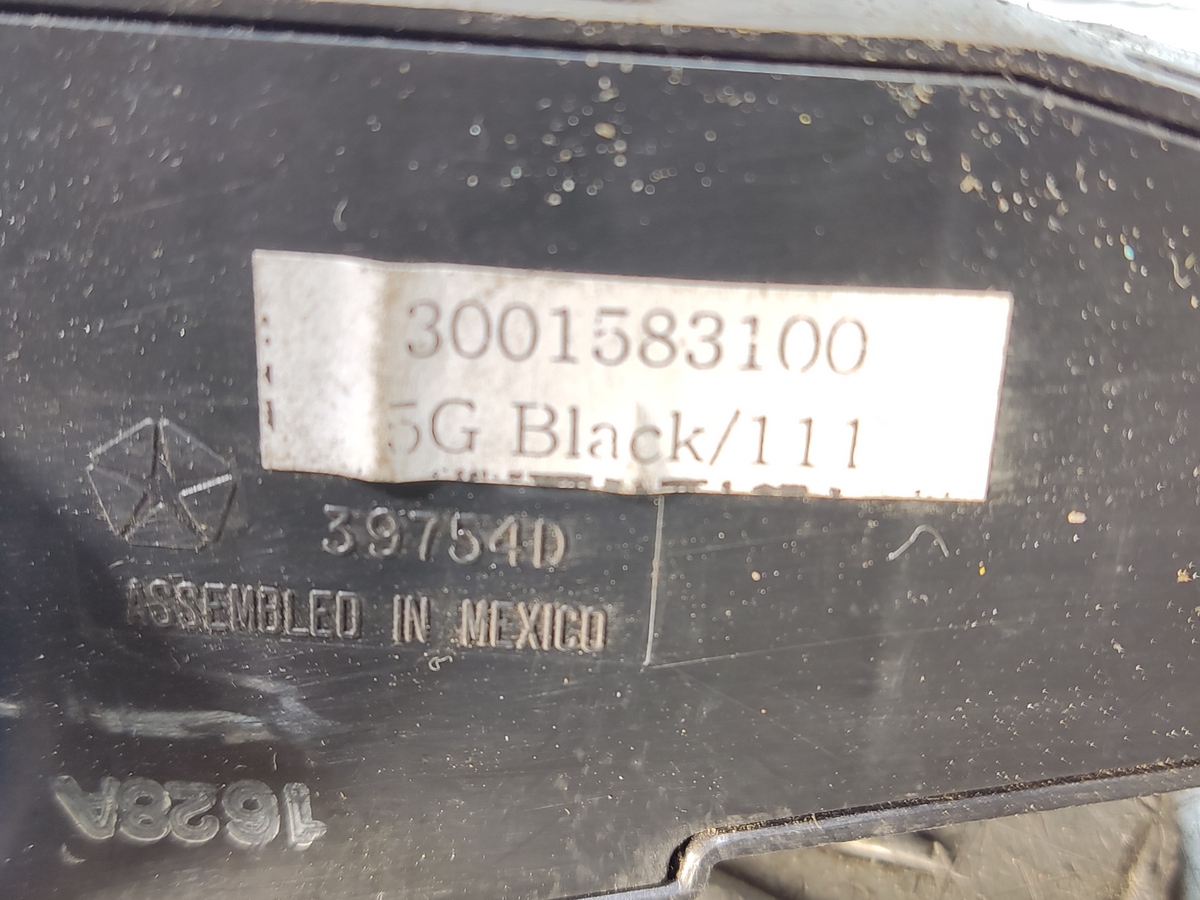 3001583100
5G Black/111
39754D
ASSEMBLED IN MEXICO
1628A